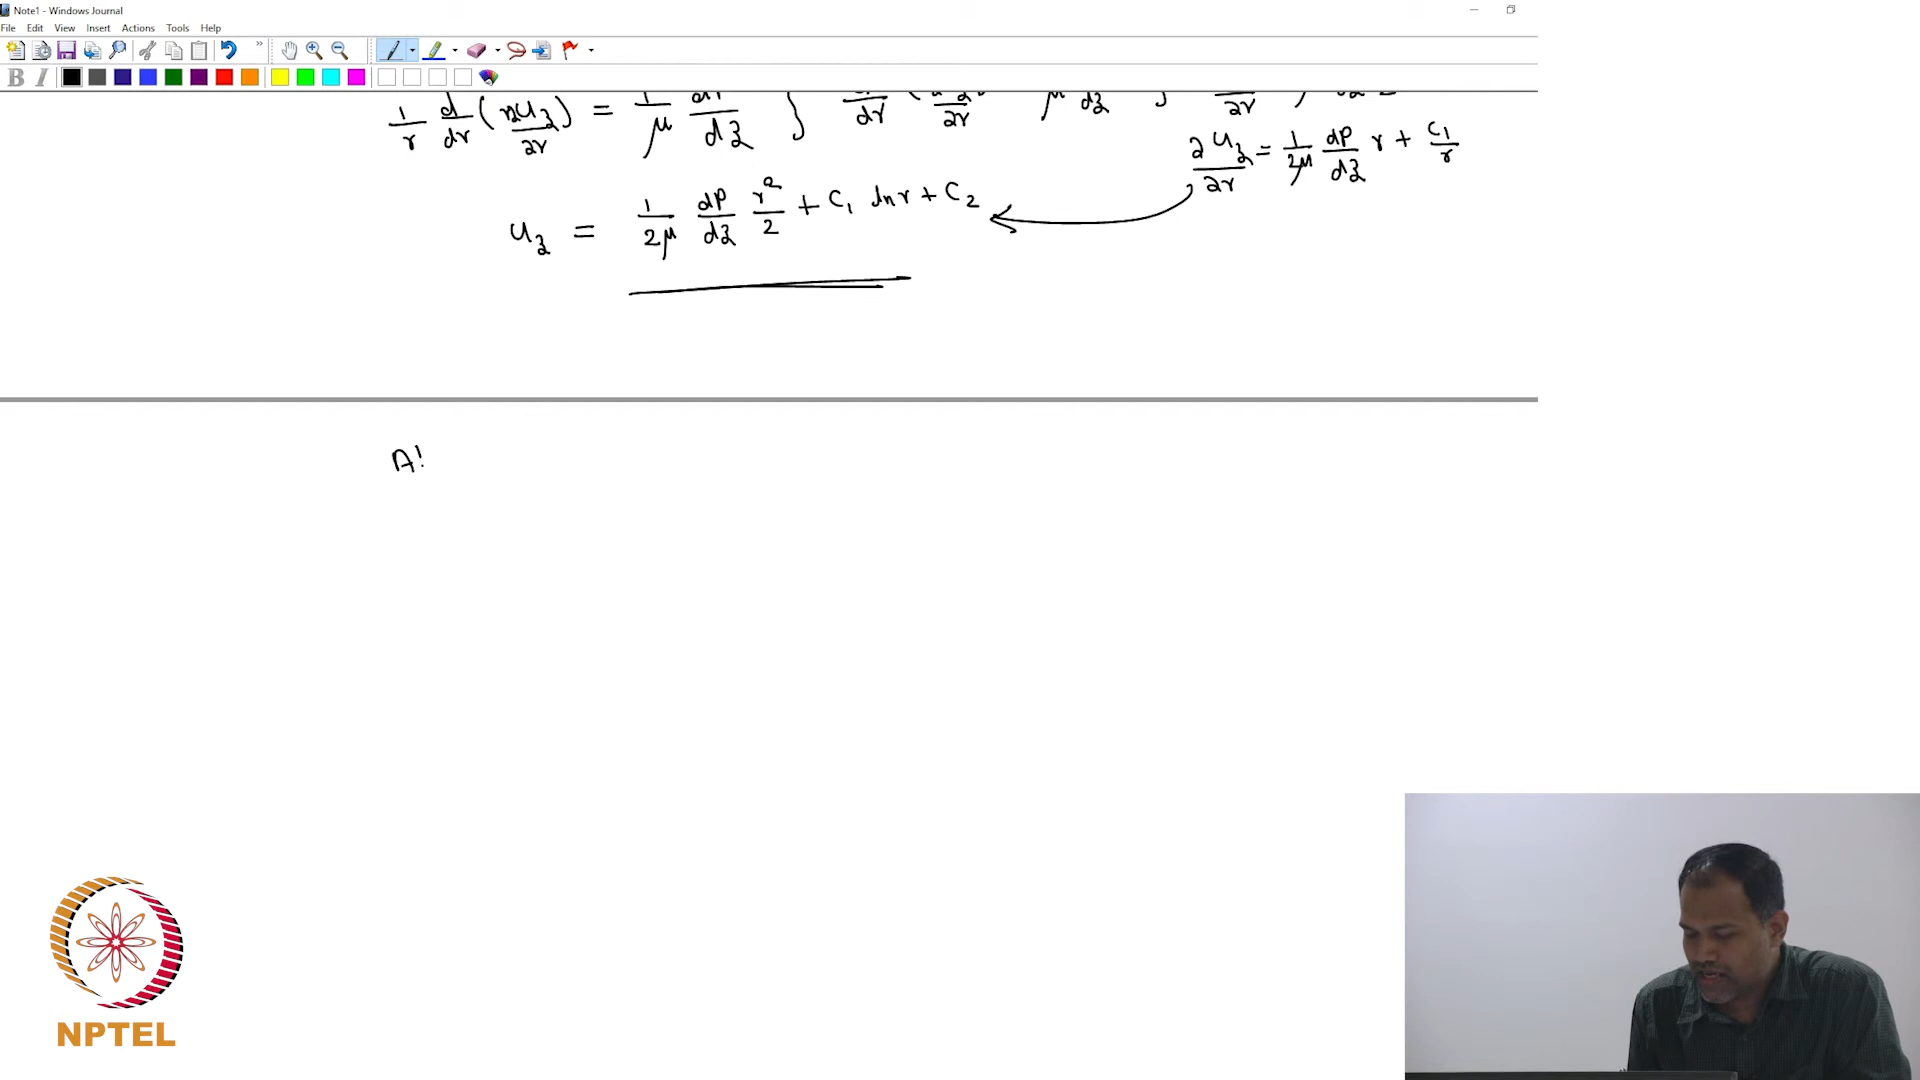 Note1 - Windows Journal
File Edit View Insert Actions Tools Help
B I
1/r d/dr (r∂u_z/∂r) = 1/μ dP/dz }
∂u_z/∂r = 1/2μ dP/dz r + C_1/r
u_z = 1/2μ dP/dz r²/2 + C_1 ln r + C_2
A!
NPTEL